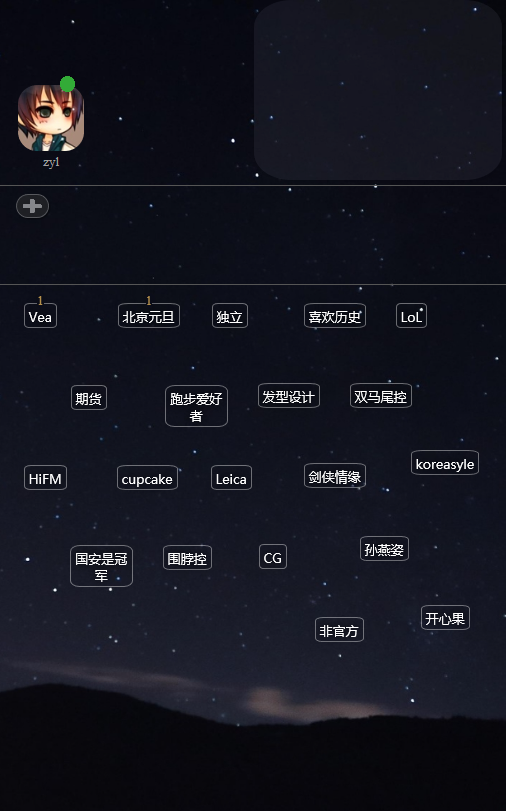 zyl
1
1
Vea
北京元旦
独立
喜欢历史
LoL
期货
跑步爱好
者
发型设计
双马尾控
HiFM
cupcake
Leica
剑侠情缘
koreasyle
国安是冠
军
围脖控
CG
孙燕姿
非官方
开心果